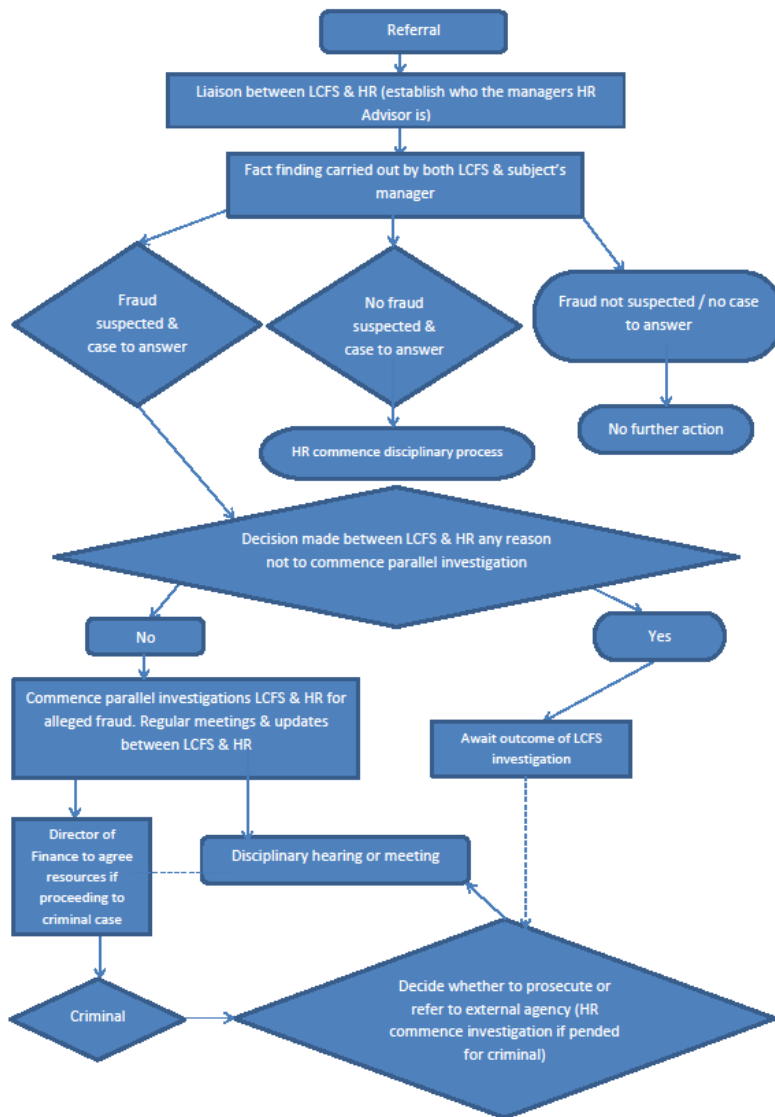 Referral
Liaison between LCFS & HR (establish who the managers HR
Advisor is)
Fact finding carried out by both LCFS & subject's
manager
Fraud
suspected &
case to answer
No fraud
suspected &
case to answer
Fraud not suspected / no case
to answer
No further action
HR commence disciplinary process
Decision made between LCFS & HR any reason
not to commence parallel investigation
No
Yes
Commence parallel investigations LCFS & HR for
alleged fraud. Regular meetings & updates
between LCFS & HR
Await outcome of LCFS
investigation
Director of
Finance to agree
resources if
proceeding to
criminal case
Disciplinary hearing or meeting
Criminal
Decide whether to prosecute or
refer to external agency (HR
commence investigation if pended
for criminal)